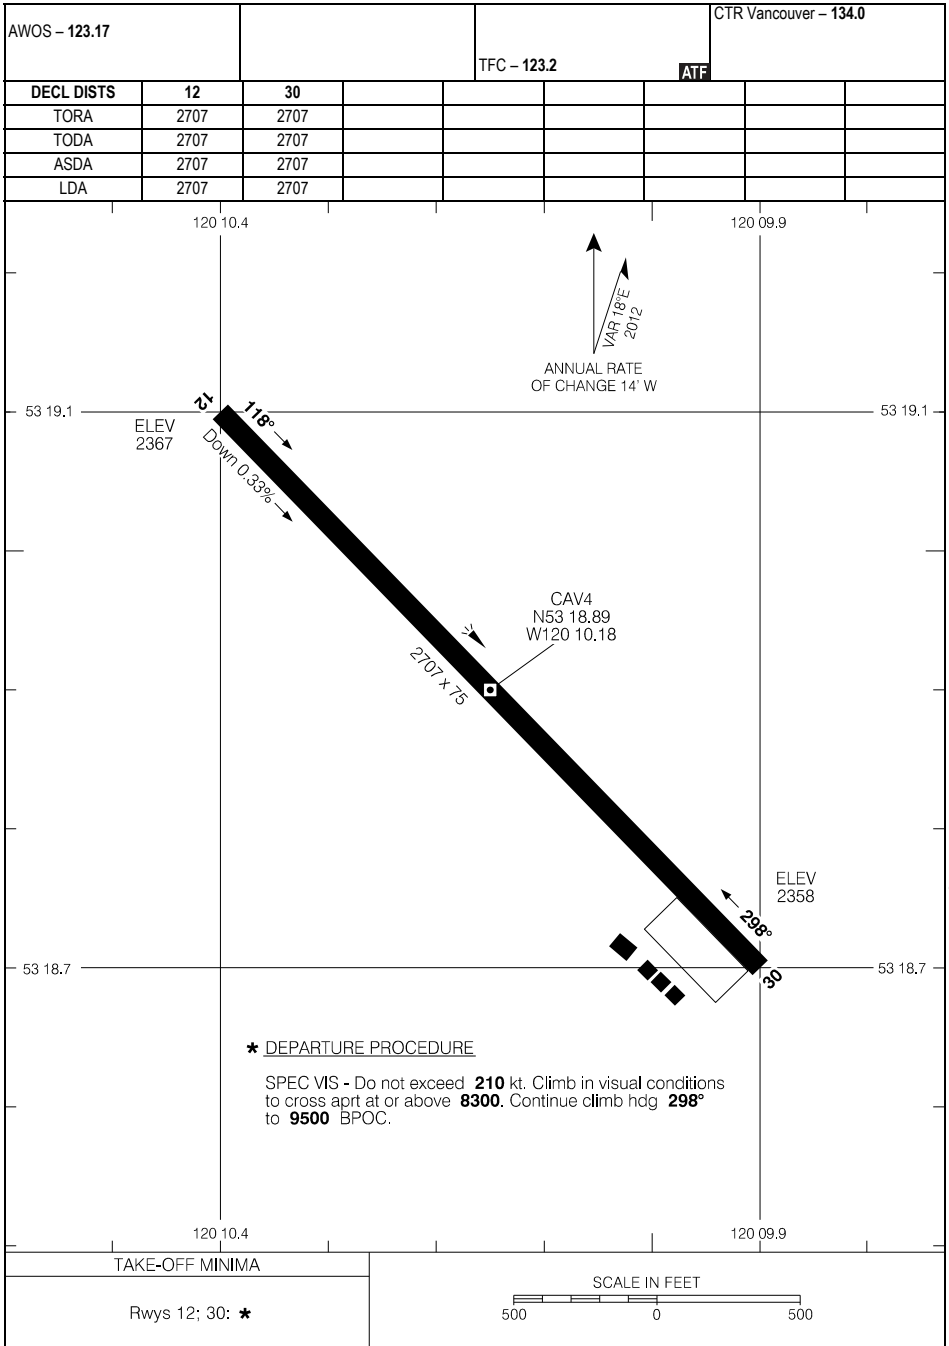 AWOS – 123.17
CTR Vancouver – 134.0
TFC – 123.2 ATF
DECL DISTS 12 30
TORA 2707 2707
TODA 2707 2707
ASDA 2707 2707
LDA 2707 2707
120 10.4 120 09.9
VAR 18°E
2012
ANNUAL RATE
OF CHANGE 14' W
53 19.1 53 19.1
12
118°
ELEV
2367
Down 0.33%
CAV4
N53 18.89
W120 10.18
2707 x 75
ELEV
2358
298°
30
53 18.7 53 18.7
* DEPARTURE PROCEDURE
SPEC VIS - Do not exceed 210 kt. Climb in visual conditions
to cross aprt at or above 8300. Continue climb hdg 298°
to 9500 BPOC.
120 10.4 120 09.9
TAKE-OFF MINIMA
Rwys 12; 30: *
SCALE IN FEET
500 0 500